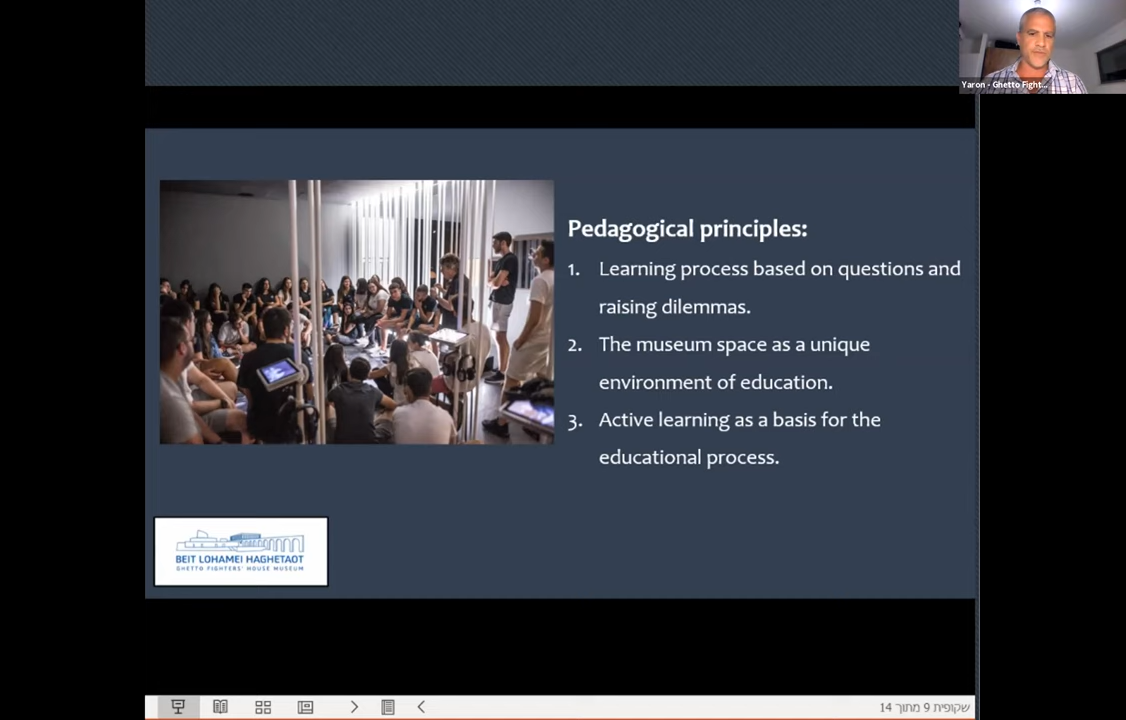 Yaron - Ghetto Fight...
Pedagogical principles:
1. Learning process based on questions and
raising dilemmas.
2. The museum space as a unique
environment of education.
3. Active learning as a basis for the
educational process.
BEIT LOHAMEI HAGHETAOT
GHETTO FIGHTERS' HOUSE MUSEUM
שקופית 9 מתוך 14